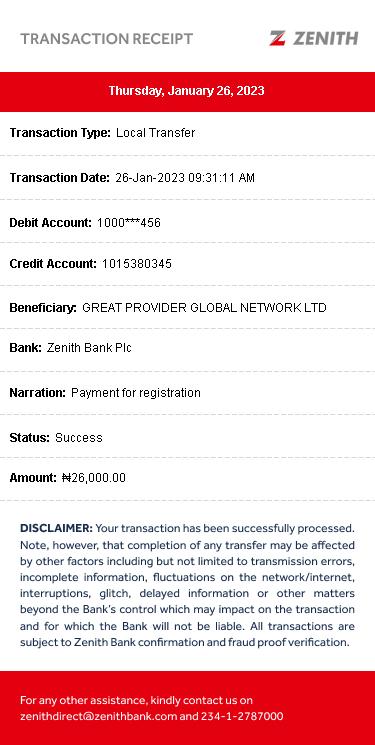 TRANSACTION RECEIPT
ZENITH
Thursday, January 26, 2023
Transaction Type: Local Transfer
Transaction Date: 26-Jan-2023 09:31:11 AM
Debit Account: 1000***456
Credit Account: 1015380345
Beneficiary: GREAT PROVIDER GLOBAL NETWORK LTD
Bank: Zenith Bank Plc
Narration: Payment for registration
Status: Success
Amount: ₦26,000.00
DISCLAIMER: Your transaction has been successfully processed.
Note, however, that completion of any transfer may be affected
by other factors including but not limited to transmission errors,
incomplete information, fluctuations on the network/internet,
interruptions, glitch, delayed information or other matters
beyond the Bank's control which may impact on the transaction
and for which the Bank will not be liable. All transactions are
subject to Zenith Bank confirmation and fraud proof verification.
For any other assistance, kindly contact us on
zenithdirect@zenithbank.com and 234-1-2787000